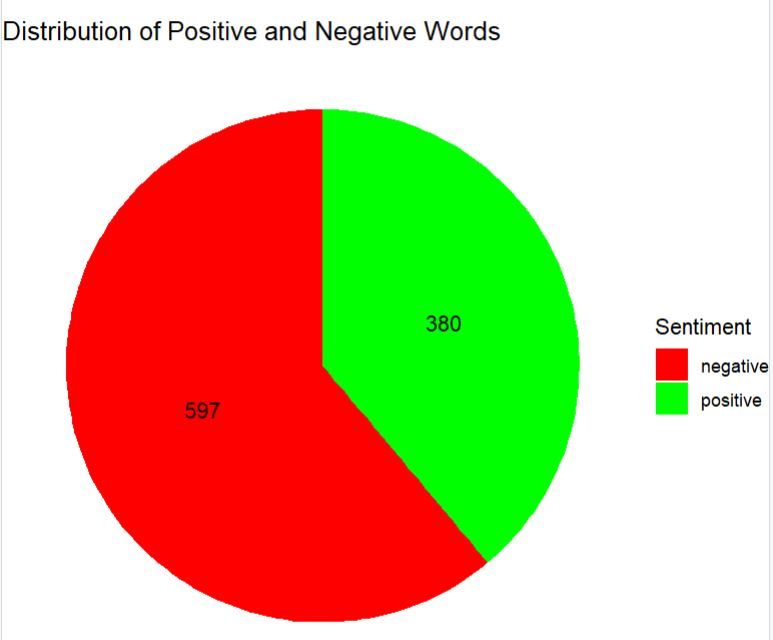 Distribution of Positive and Negative Words
380
597
Sentiment
negative
positive